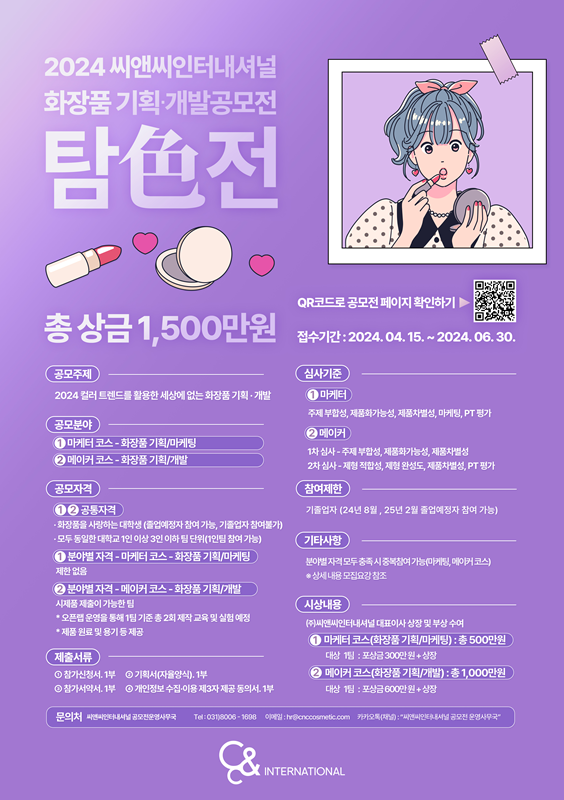 2024 씨앤씨인터내셔널
화장품 기획·개발공모전
탐色전
총 상금 1,500만원
QR코드로 공모전 페이지 확인하기 ▶
접수기간 : 2024. 04. 15. ~ 2024. 06. 30.
공모주제
2024 컬러 트렌드를 활용한 세상에 없는 화장품 기획 · 개발
공모분야
① 마케터 코스 - 화장품 기획/마케팅
② 메이커 코스 - 화장품 기획/개발
공모자격
① ② 공통자격
· 화장품을 사랑하는 대학생 (졸업예정자 참여 가능, 기졸업자 참여불가)
· 모두 동일한 대학교 1인 이상 3인 이하 팀 단위(1인팀 참여 가능)
① 분야별 자격 - 마케터 코스 - 화장품 기획/마케팅
제한 없음
② 분야별 자격 - 메이커 코스 - 화장품 기획/개발
시제품 제출이 가능한 팀
* 오픈랩 운영을 통해 1팀 기준 총 2회 제작 교육 및 실험 예정
* 제품 원료 및 용기 등 제공
제출서류
① 참가신청서. 1부 ① 기획서(자율양식). 1부
② 참가서약서. 1부 ② 개인정보 수집·이용 제3자 제공 동의서. 1부
심사기준
① 마케터
주제 부합성, 제품화가능성, 제품차별성, 마케팅, PT 평가
② 메이커
1차 심사 - 주제 부합성, 제품화가능성, 제품차별성
2차 심사 - 제형 적합성, 제형 완성도, 제품차별성, PT 평가
참여제한
기졸업자 (24년 8월 , 25년 2월 졸업예정자 참여 가능)
기타사항
분야별 자격 모두 충족 시 중복참여 가능(마케팅, 메이커 코스)
※ 상세 내용 모집요강 참조
시상내용
㈜씨앤씨인터내셔널 대표이사 상장 및 부상 수여
① 마케터 코스(화장품 기획/마케팅) : 총 500만원
대상 1팀 : 포상금 300만 원 + 상장
② 메이커 코스(화장품 기획/개발) : 총 1,000만원
대상 1팀 : 포상금 600만 원 + 상장
문의처 씨앤씨인터내셔널 공모전운영사무국 Tel : 031)8006 - 1698 이메일 : hr@cnccosmetic.com 카카오톡(채널) : "씨앤씨인터내셔널 공모전 운영사무국"
C&C INTERNATIONAL